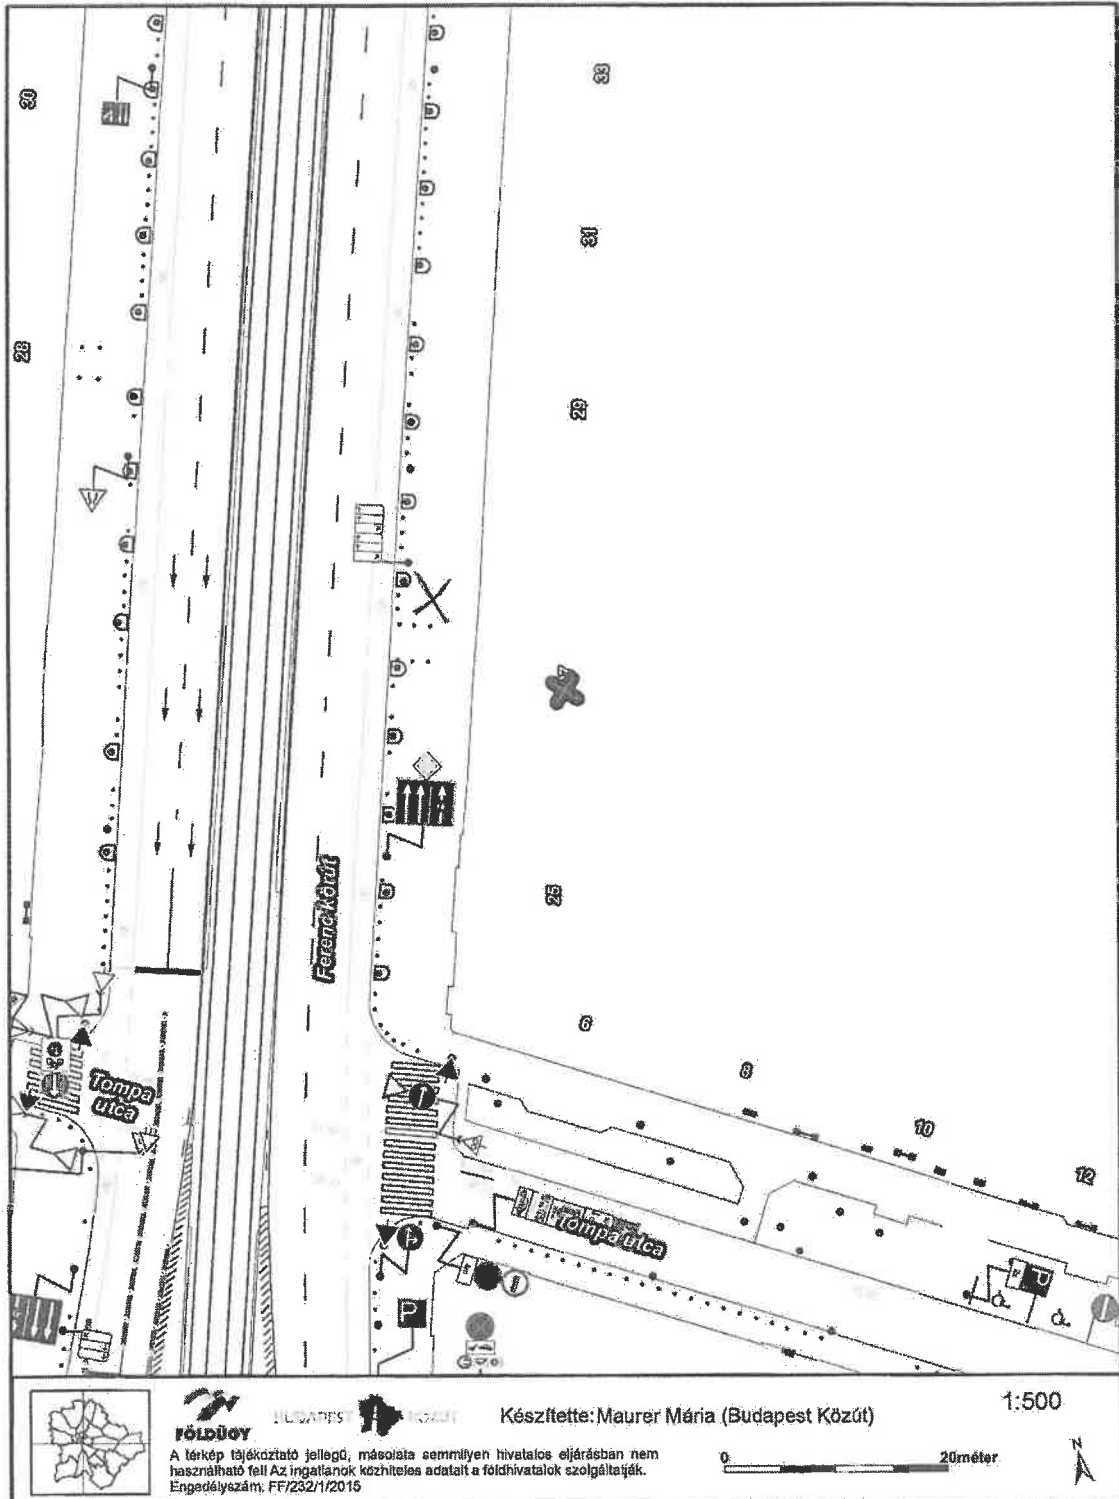 30
33
31
28
29
Ferenc körút
25
6
Tompa
utca
8
10
12
Tompa utca
P
FÖLDÜGY
BUDAPEST
Készítette: Maurer Mária (Budapest Közút)
1:500
A térkép tájékoztató jellegű, másolata semmilyen hivatalos eljárásban nem
használható fel! Az ingatlanok közhiteles adatait a földhivatalok szolgáltatják.
Engedélyszám: FF/232/1/2015
0
20méter
N